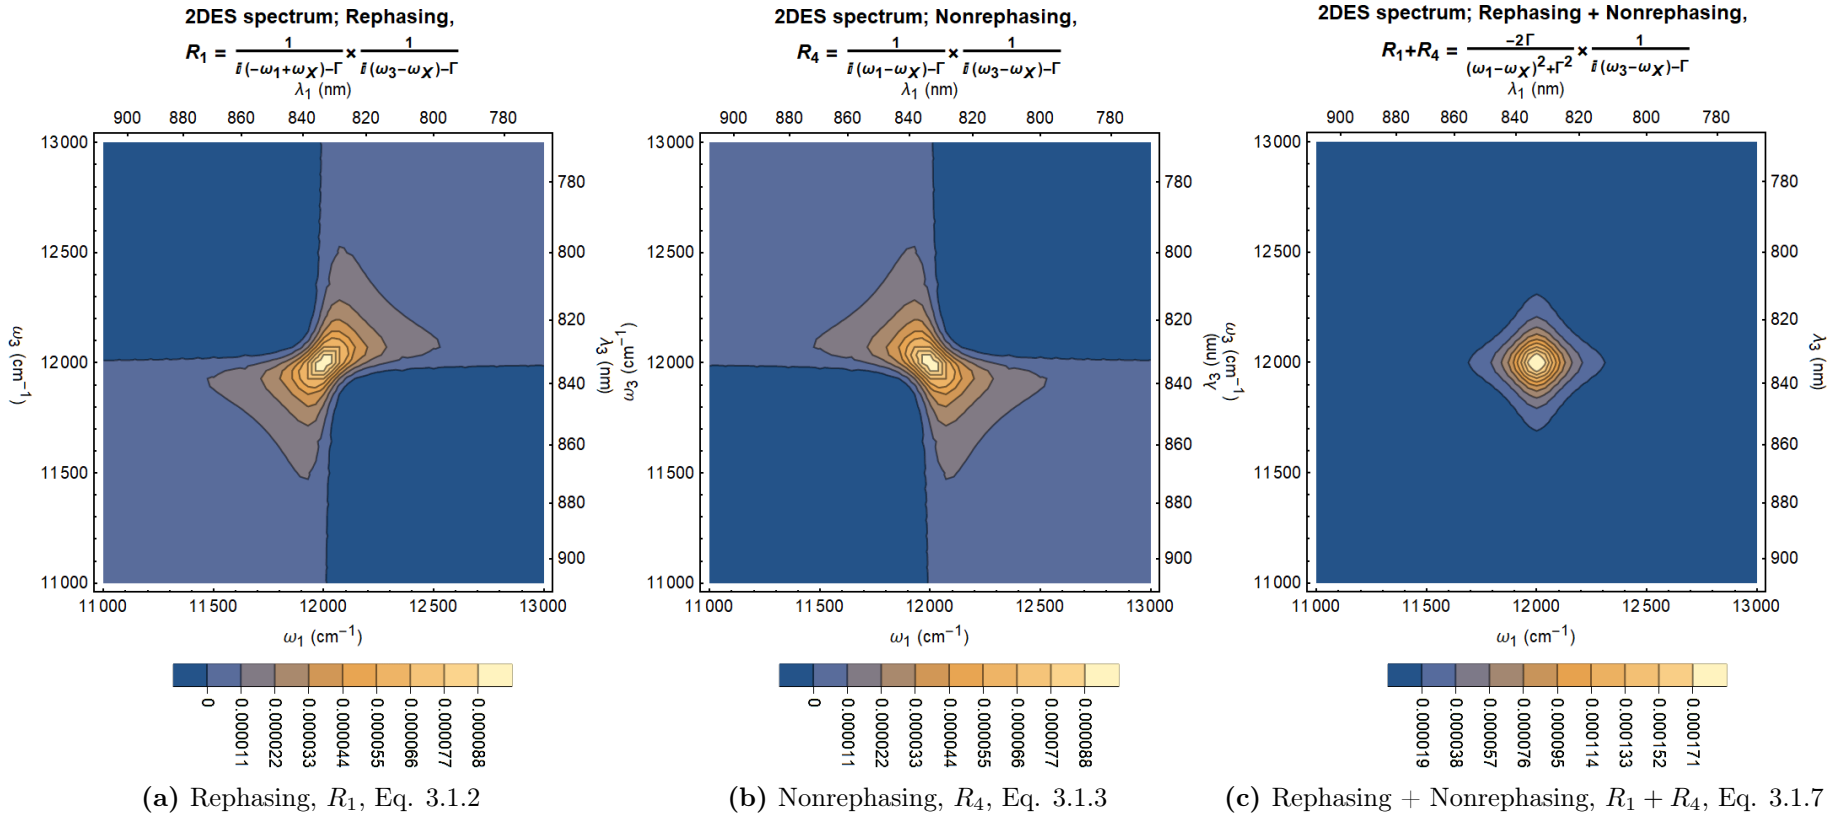 2DES spectrum; Rephasing,
R₁ = 1/(ⅈ(-ω₁+ωX)-Γ) × 1/(ⅈ(ω₃-ωX)-Γ)
λ₁ (nm)
900 880 860 840 820 800 780
13000
12500
12000
11500
11000
ω₃ (cm⁻¹)
780
800
820
840
860
880
900
λ₃ (nm)
11000 11500 12000 12500 13000
ω₁ (cm⁻¹)
0 0.000011 0.000022 0.000033 0.000044 0.000055 0.000066 0.000077 0.000088
(a) Rephasing, R₁, Eq. 3.1.2
2DES spectrum; Nonrephasing,
R₄ = 1/(ⅈ(ω₁-ωX)-Γ) × 1/(ⅈ(ω₃-ωX)-Γ)
λ₁ (nm)
900 880 860 840 820 800 780
13000
12500
12000
11500
11000
ω₃ (cm⁻¹)
780
800
820
840
860
880
900
λ₃ (nm)
11000 11500 12000 12500 13000
ω₁ (cm⁻¹)
0 0.000011 0.000022 0.000033 0.000044 0.000055 0.000066 0.000077 0.000088
(b) Nonrephasing, R₄, Eq. 3.1.3
2DES spectrum; Rephasing + Nonrephasing,
R₁+R₄ = -2Γ/((ω₁-ωX)²+Γ²) × 1/(ⅈ(ω₃-ωX)-Γ)
λ₁ (nm)
900 880 860 840 820 800 780
13000
12500
12000
11500
11000
ω₃ (cm⁻¹)
780
800
820
840
860
880
900
λ₃ (nm)
11000 11500 12000 12500 13000
ω₁ (cm⁻¹)
0.000019 0.000038 0.000057 0.000076 0.000095 0.000114 0.000133 0.000152 0.000171
(c) Rephasing + Nonrephasing, R₁ + R₄, Eq. 3.1.7